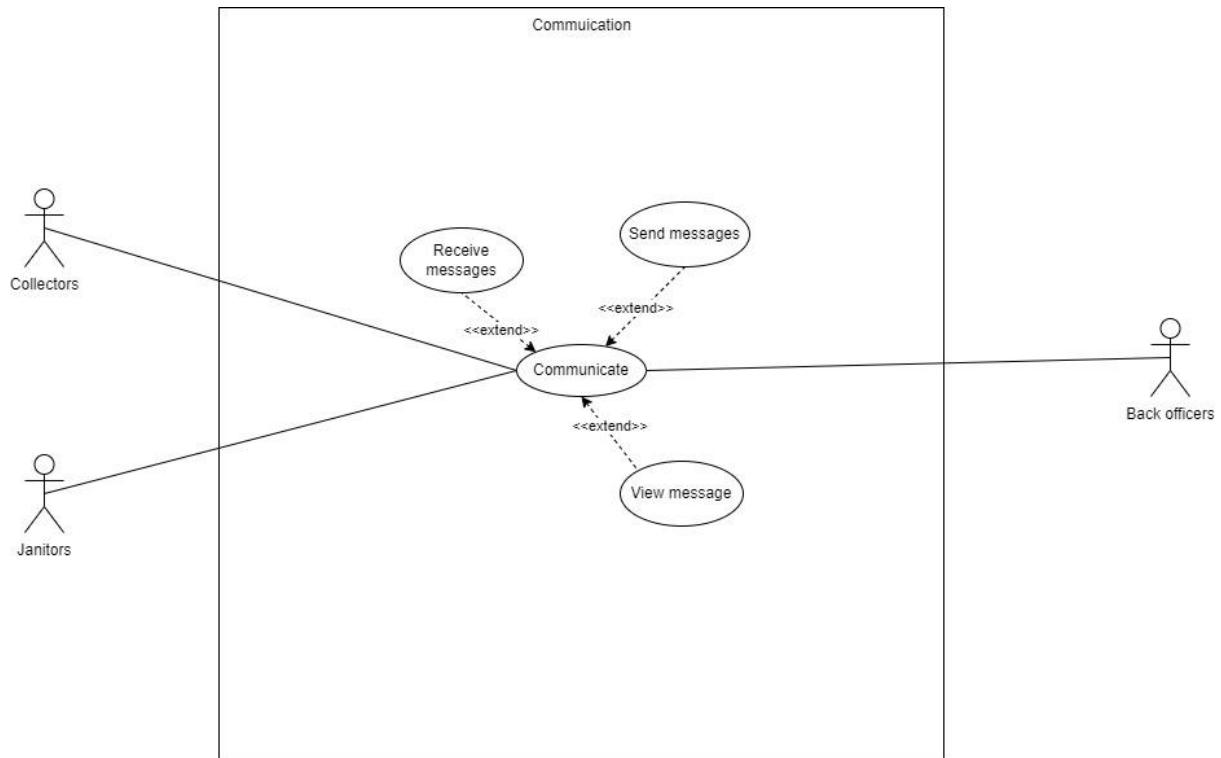 Commuication
Send messages
Receive
messages
Collectors
<<extend>>
<<extend>>
Communicate
Back officers
<<extend>>
View message
Janitors